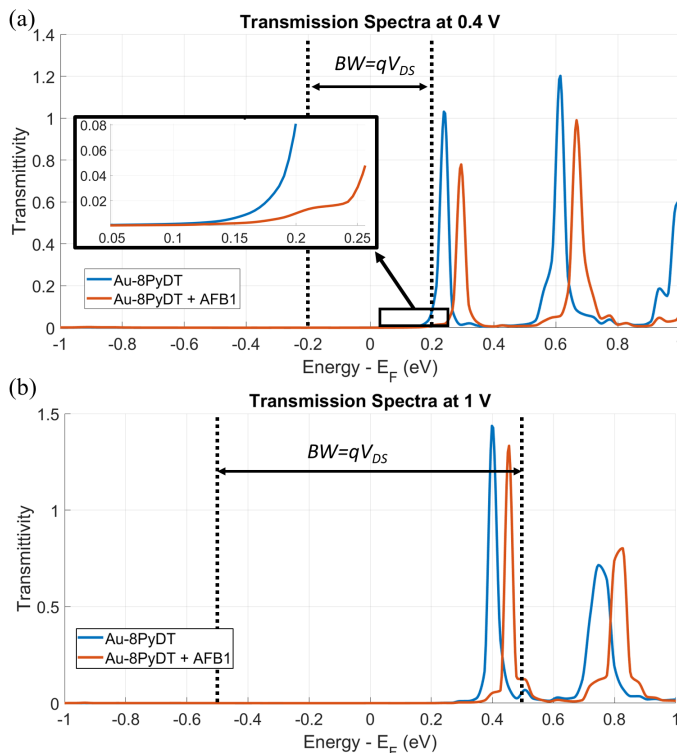 (a)
Transmission Spectra at 0.4 V
1.4
1.2
1
0.8
0.6
0.4
0.2
0
Transmittivity
BW=qV_DS
0.08
0.06
0.04
0.02
0.05 0.1 0.15 0.2 0.25
Au-8PyDT
Au-8PyDT + AFB1
-1 -0.8 -0.6 -0.4 -0.2 0 0.2 0.4 0.6 0.8 1
Energy - E_F (eV)
(b)
Transmission Spectra at 1 V
1.5
1
0.5
0
Transmittivity
BW=qV_DS
Au-8PyDT
Au-8PyDT + AFB1
-1 -0.8 -0.6 -0.4 -0.2 0 0.2 0.4 0.6 0.8 1
Energy - E_F (eV)